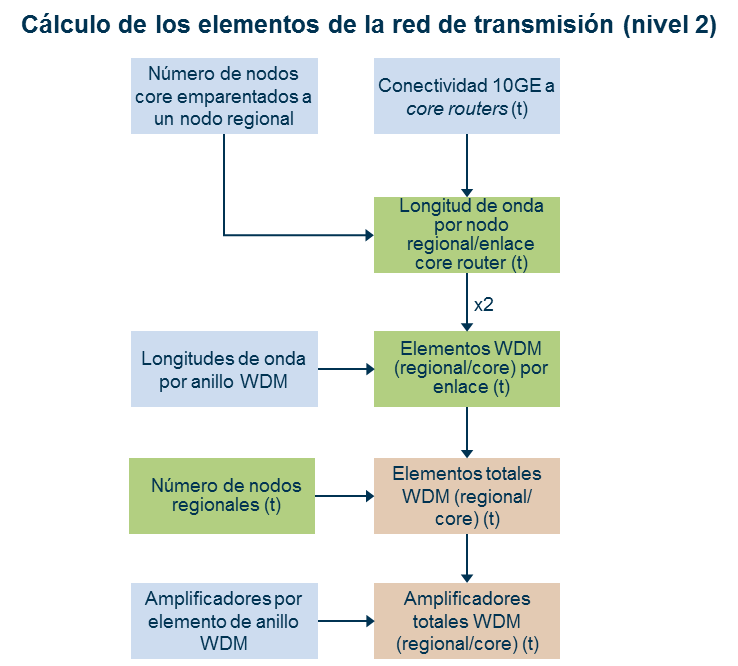 Cálculo de los elementos de la red de transmisión (nivel 2)
Número de nodos
core emparentados a
un nodo regional
Conectividad 10GE a
core routers (t)
Longitud de onda
por nodo
regional/enlace
core router (t)
x2
Longitudes de onda
por anillo WDM
Elementos WDM
(regional/core) por
enlace (t)
Número de nodos
regionales (t)
Elementos totales
WDM (regional/
core) (t)
Amplificadores por
elemento de anillo
WDM
Amplificadores
totales WDM
(regional/core) (t)